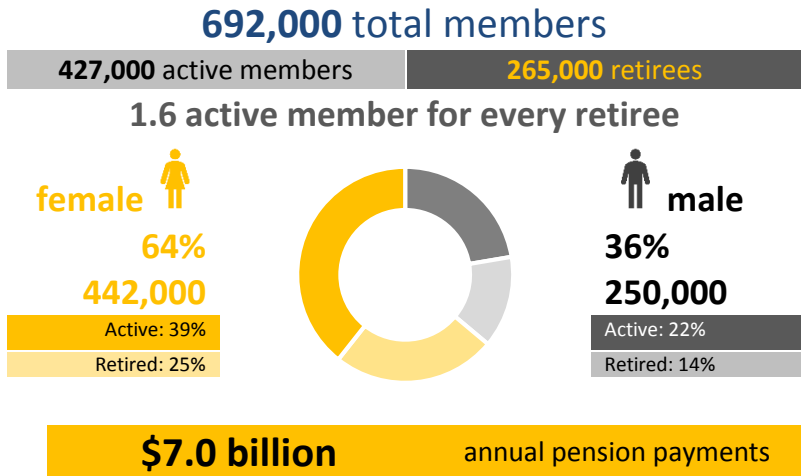 692,000 total members
427,000 active members
265,000 retirees
1.6 active member for every retiree
female
64%
442,000
Active: 39%
Retired: 25%
male
36%
250,000
Active: 22%
Retired: 14%
$7.0 billion
annual pension payments